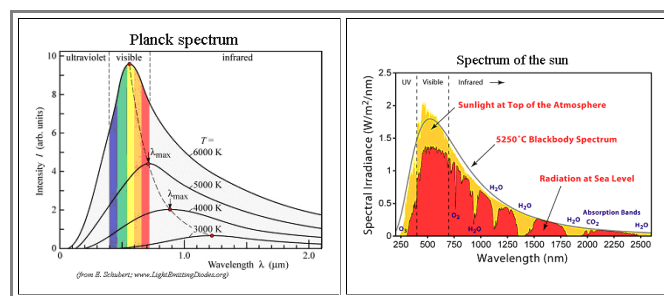 Planck spectrum
ultraviolet visible infrared
Intensity I (arb. units)
10
8
6
4
2
0
T =
6000 K
λmax
5000 K
λmax
4000 K
3000 K
0.0 0.5 1.0 1.5 2.0
Wavelength λ (μm)
(from E. Schubert; www.LightEmittingDiodes.org)
Spectrum of the sun
Spectral Irradiance (W/m²/nm)
2.5
2
1.5
1
0.5
0
UV Visible Infrared →
Sunlight at Top of the Atmosphere
5250°C Blackbody Spectrum
Radiation at Sea Level
H₂O
H₂O
O₂
H₂O
H₂O
Absorption Bands
CO₂
H₂O
250 500 750 1000 1250 1500 1750 2000 2250 2500
Wavelength (nm)